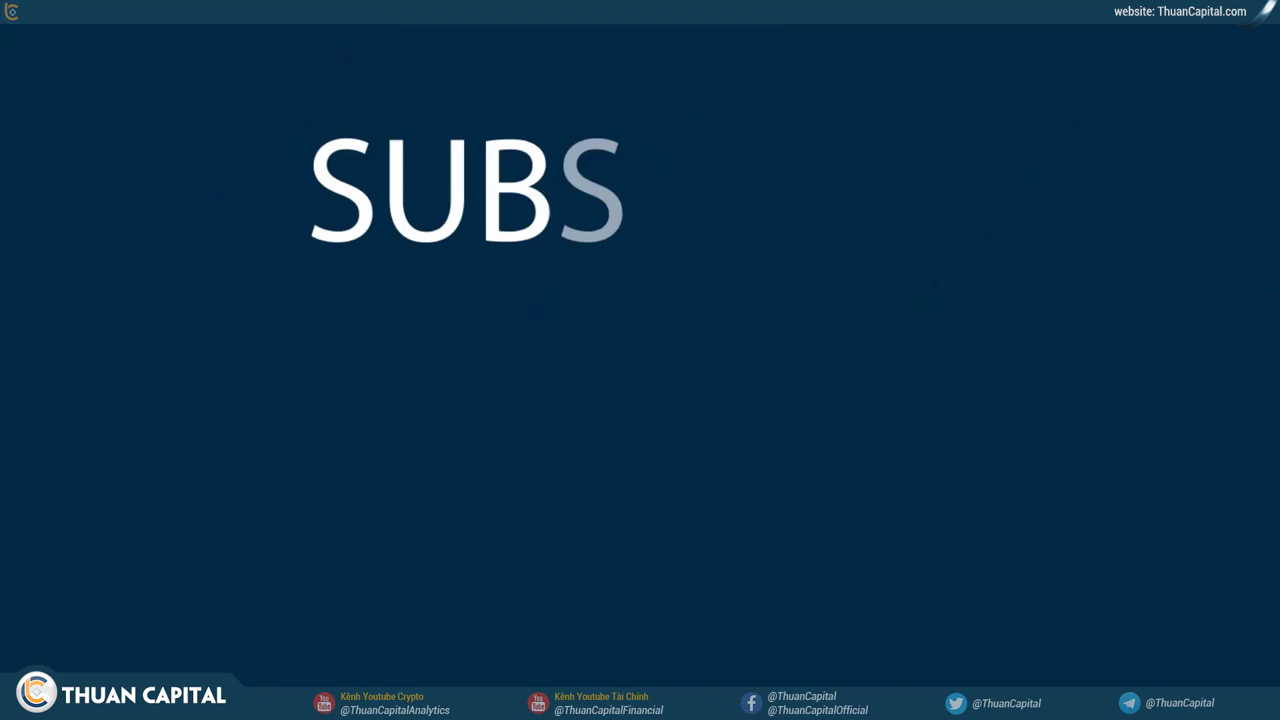 website: ThuanCapital.com
SUBS
THUAN CAPITAL
Kênh Youtube Crypto
@ThuanCapitalAnalytics
Kênh Youtube Tài Chính
@ThuanCapitalFinancial
@ThuanCapital
@ThuanCapitalOfficial
@ThuanCapital
@ThuanCapital